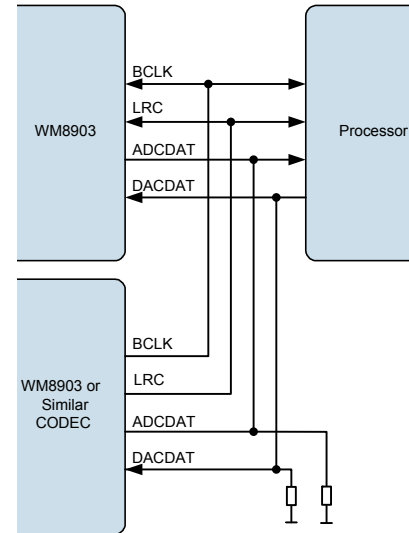 BCLK
LRC
WM8903
Processor
ADCDAT
DACDAT
BCLK
LRC
WM8903 or
Similar
CODEC
ADCDAT
DACDAT